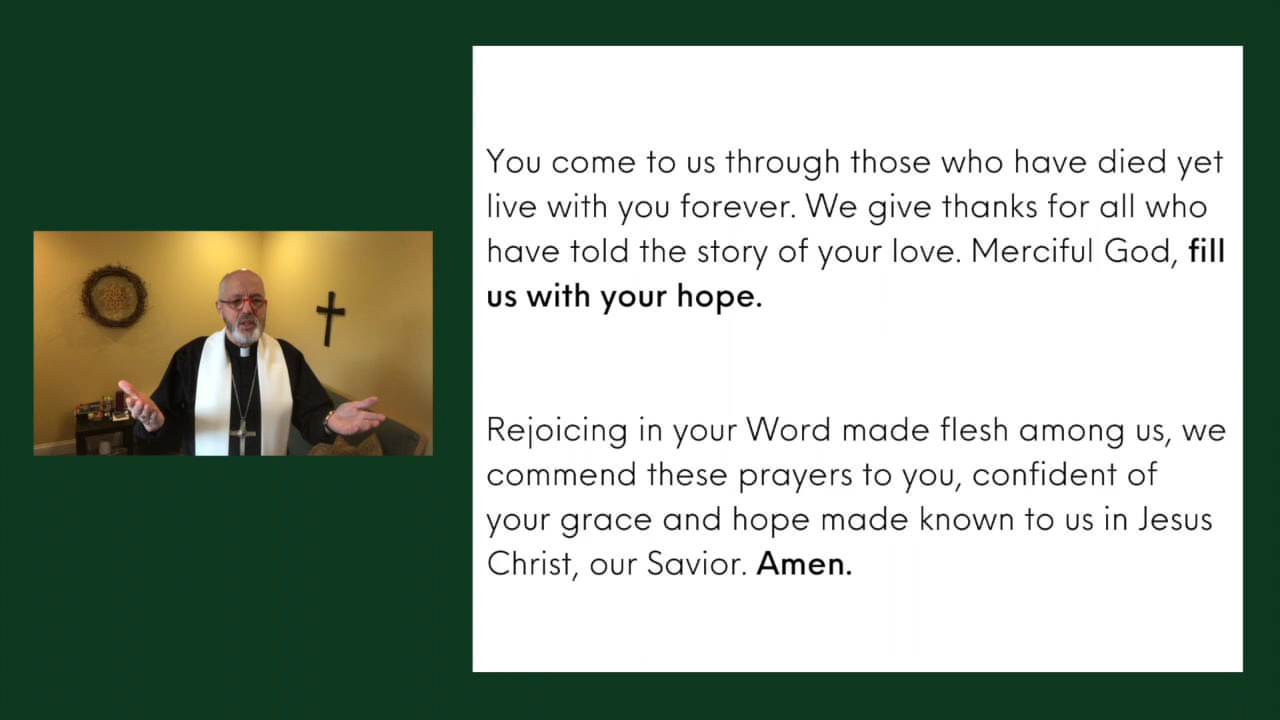 You come to us through those who have died yet
live with you forever. We give thanks for all who
have told the story of your love. Merciful God, fill
us with your hope.
Rejoicing in your Word made flesh among us, we
commend these prayers to you, confident of
your grace and hope made known to us in Jesus
Christ, our Savior. Amen.